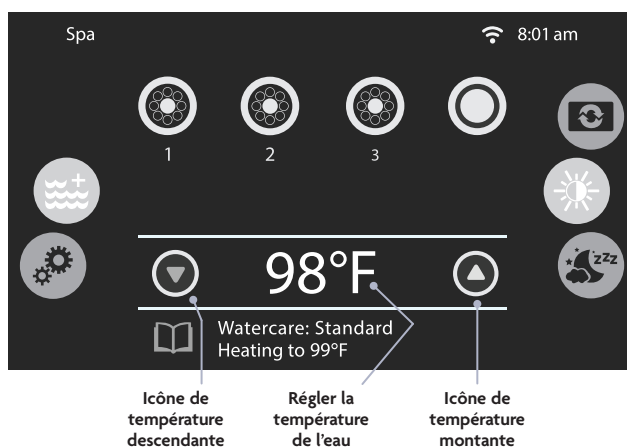 Spa
8:01 am
1 2 3
zzz
98°F
Watercare: Standard
Heating to 99°F
Icône de
température
descendante
Régler la
température
de l'eau
Icône de
température
montante